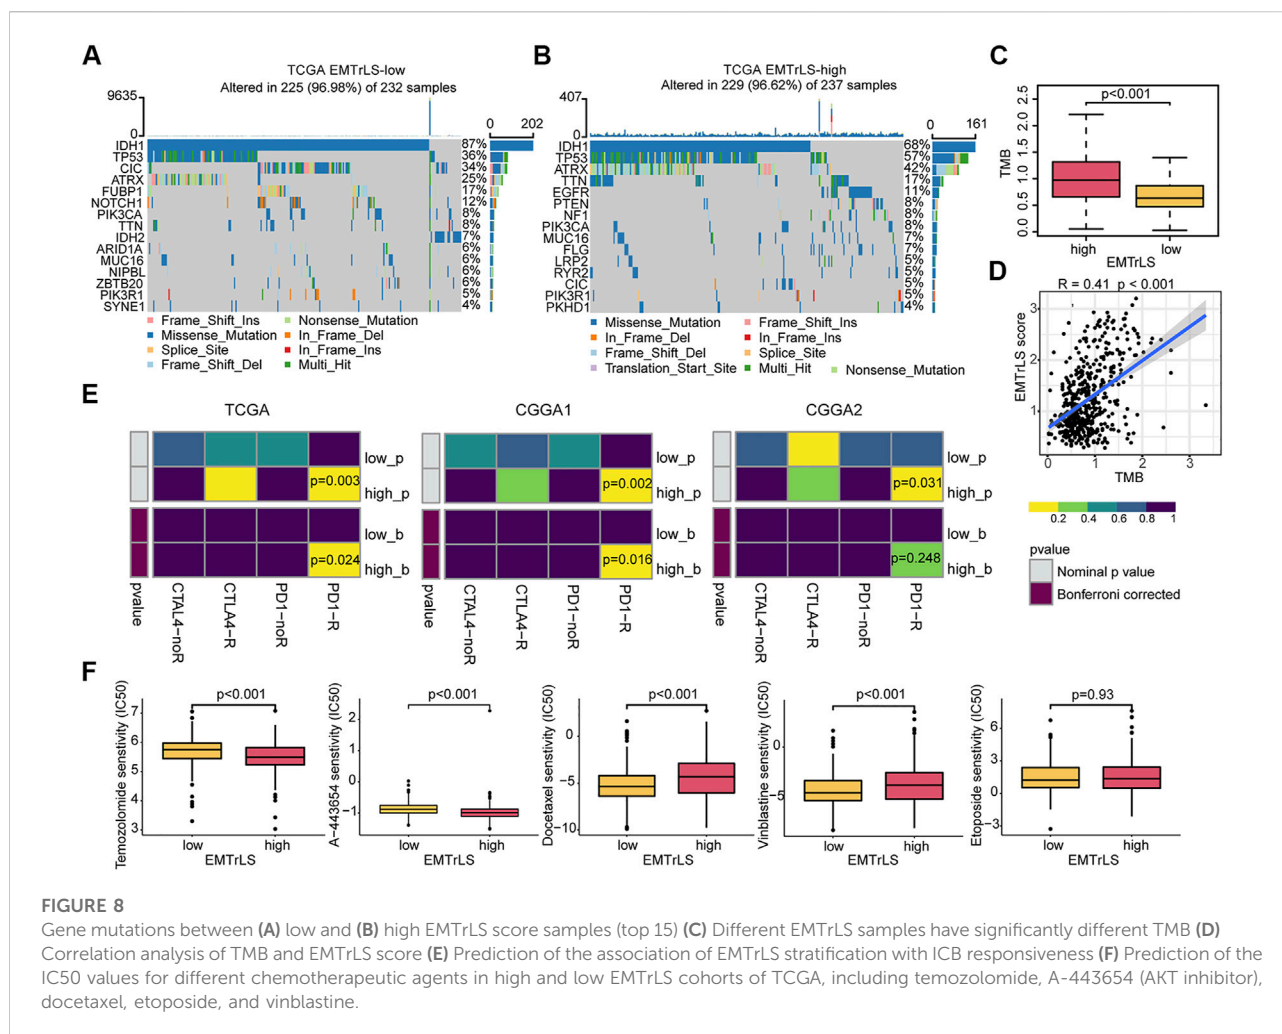 A
TCGA EMTrLS-low
Altered in 225 (96.98%) of 232 samples
9635
0
0 202
IDH1 87%
TP53 36%
CIC 34%
ATRX 25%
FUBP1 17%
NOTCH1 12%
PIK3CA 8%
TTN 8%
IDH2 7%
ARID1A 6%
MUC16 6%
NIPBL 6%
ZBTB20 6%
PIK3R1 5%
SYNE1 4%
Frame_Shift_Ins Nonsense_Mutation
Missense_Mutation In_Frame_Del
Splice_Site In_Frame_Ins
Frame_Shift_Del Multi_Hit
B
TCGA EMTrLS-high
Altered in 229 (96.62%) of 237 samples
407
0
0 161
IDH1 68%
TP53 57%
ATRX 42%
TTN 17%
EGFR 11%
PTEN 8%
NF1 8%
PIK3CA 8%
MUC16 7%
FLG 7%
LRP2 5%
RYR2 5%
CIC 5%
PIK3R1 5%
PKHD1 4%
Missense_Mutation Frame_Shift_Ins
In_Frame_Del In_Frame_Ins
Frame_Shift_Del Splice_Site
Translation_Start_Site Multi_Hit Nonsense_Mutation
C
p<0.001
TMB
2.5
2.0
1.5
1.0
0.5
0.0
high low
EMTrLS
D
R = 0.41 p < 0.001
EMTrLS score
3
2
1
0 1 2 3
TMB
E
TCGA
low_p
p=0.003 high_p
low_b
p=0.024 high_b
pvalue CTAL4-noR CTLA4-R PD1-noR PD1-R
CGGA1
low_p
p=0.002 high_p
low_b
p=0.016 high_b
pvalue CTAL4-noR CTLA4-R PD1-noR PD1-R
CGGA2
low_p
p=0.031 high_p
low_b
p=0.248 high_b
pvalue CTAL4-noR CTLA4-R PD1-noR PD1-R
0.2 0.4 0.6 0.8 1
pvalue
Nominal p value
Bonferroni corrected
F
Temozolomide senstivity (IC50)
p<0.001
7
6
5
4
3
low high
EMTrLS
A-443654 senstivity (IC50)
p<0.001
2
1
0
-1
low high
EMTrLS
Docetaxel senstivity (IC50)
p<0.001
0
-5
-10
low high
EMTrLS
Vinblastine senstivity (IC50)
p<0.001
0
-5
low high
EMTrLS
Etoposide senstivity (IC50)
p=0.93
6
3
0
-3
low high
EMTrLS
FIGURE 8
Gene mutations between (A) low and (B) high EMTrLS score samples (top 15) (C) Different EMTrLS samples have significantly different TMB (D)
Correlation analysis of TMB and EMTrLS score (E) Prediction of the association of EMTrLS stratification with ICB responsiveness (F) Prediction of the
IC50 values for different chemotherapeutic agents in high and low EMTrLS cohorts of TCGA, including temozolomide, A-443654 (AKT inhibitor),
docetaxel, etoposide, and vinblastine.